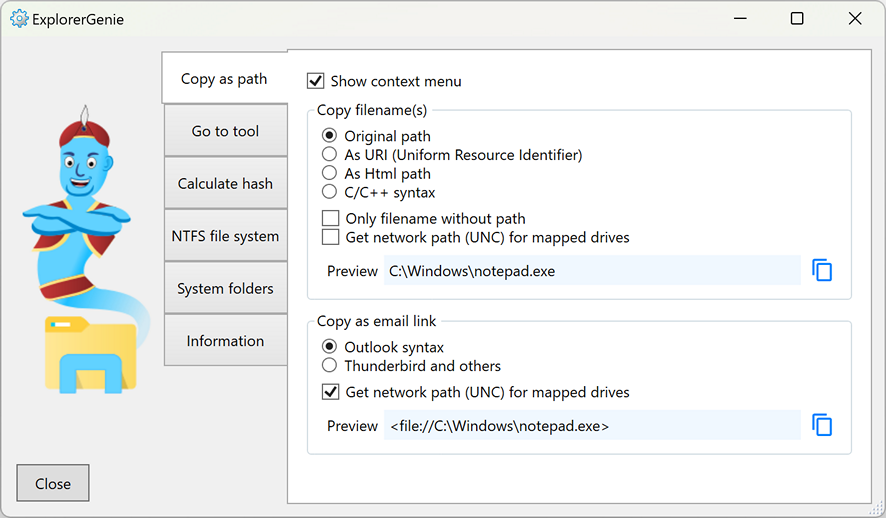 ExplorerGenie
Copy as path
Go to tool
Calculate hash
NTFS file system
System folders
Information
Close
Show context menu
Copy filename(s)
Original path
As URI (Uniform Resource Identifier)
As Html path
C/C++ syntax
Only filename without path
Get network path (UNC) for mapped drives
Preview C:\Windows\notepad.exe
Copy as email link
Outlook syntax
Thunderbird and others
Get network path (UNC) for mapped drives
Preview <file://C:\Windows\notepad.exe>